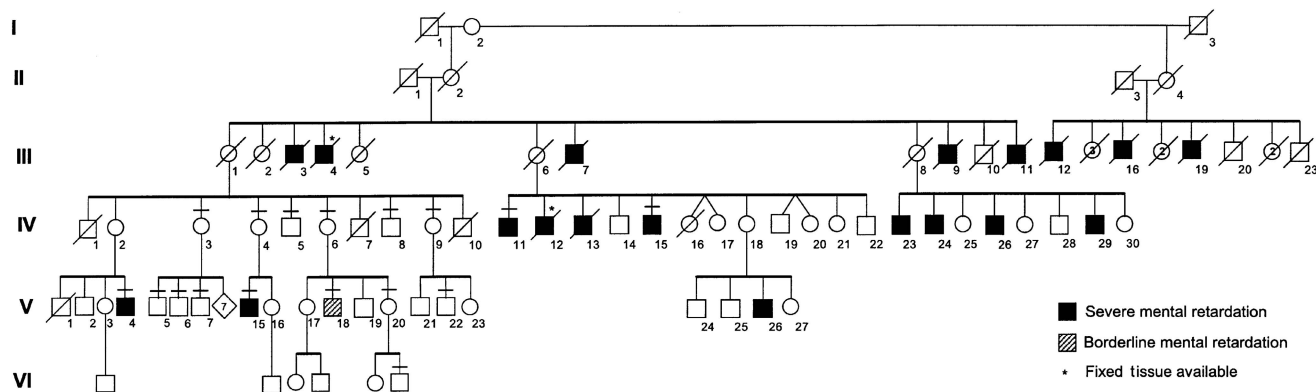 I
1 2 3
II
1 2 3 4
III
* 
1 2 3 4 5 6 7 8 9 10 11 12 3 16 2 19 20 2 23
IV
*
1 2 3 4 5 6 7 8 9 10 11 12 13 14 15 16 17 18 19 20 21 22 23 24 25 26 27 28 29 30
V
1 2 3 4 5 6 7 7 15 16 17 18 19 20 21 22 23 24 25 26 27
VI
Severe mental retardation
Borderline mental retardation
* Fixed tissue available